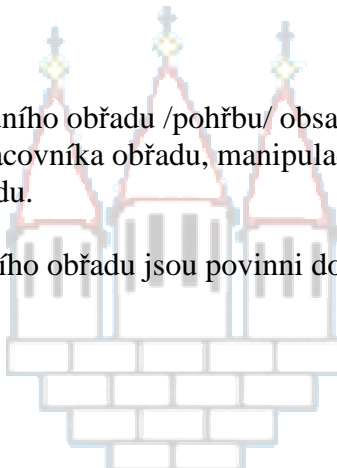 ního obřadu /pohřbu/ obsa
acovníka obřadu, manipula
du.
ího obřadu jsou povinni do